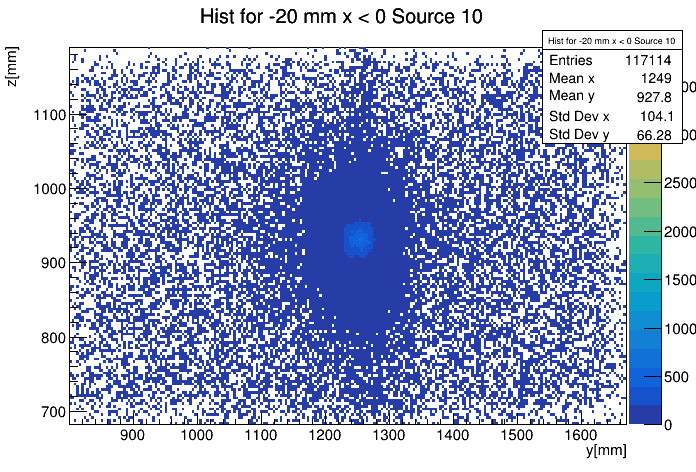 Hist for -20 mm x < 0 Source 10
z[mm]
Hist for -20 mm x < 0 Source 10
Entries 117114
Mean x 1249
Mean y 927.8
Std Dev x 104.1
Std Dev y 66.28
1100
1000
900
800
700
2500
2000
1500
1000
500
0
900 1000 1100 1200 1300 1400 1500 1600
y[mm]